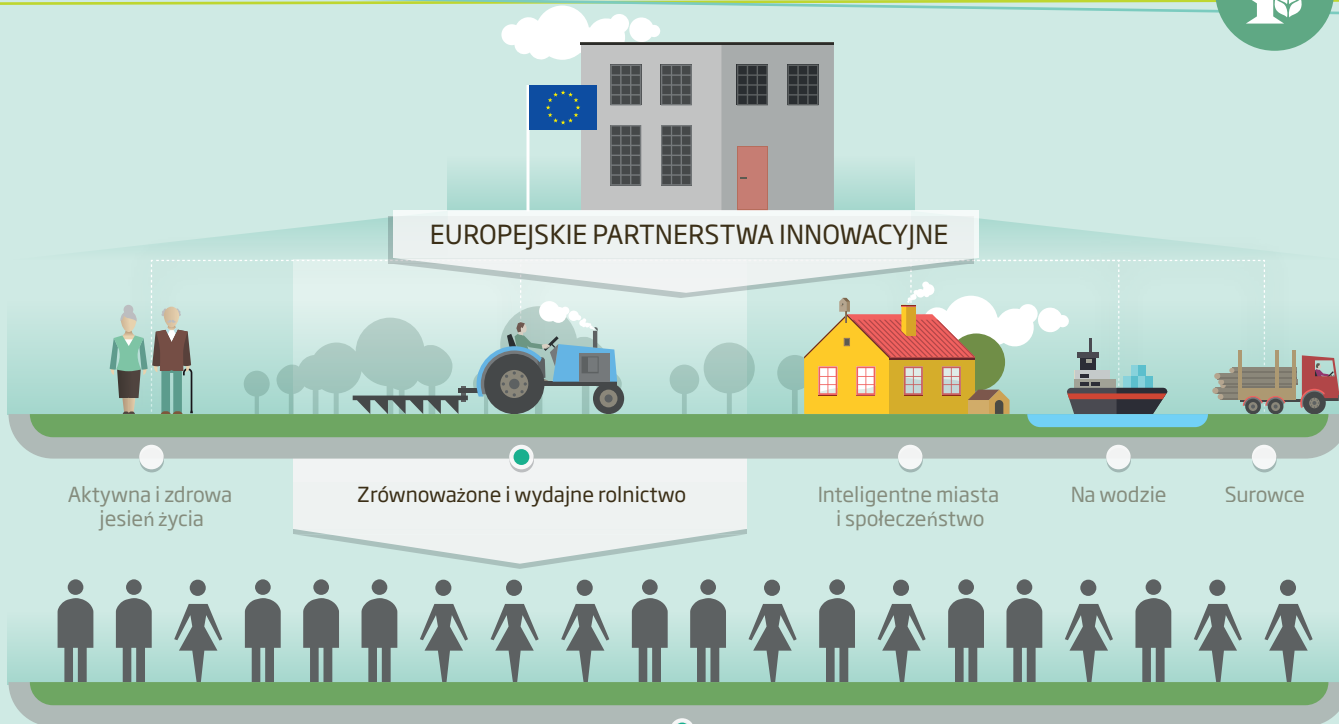 EUROPEJSKIE PARTNERSTWA INNOWACYJNE
Aktywna i zdrowa
jesień życia
Zrównoważone i wydajne rolnictwo
Inteligentne miasta
i społeczeństwo
Na wodzie
Surowce